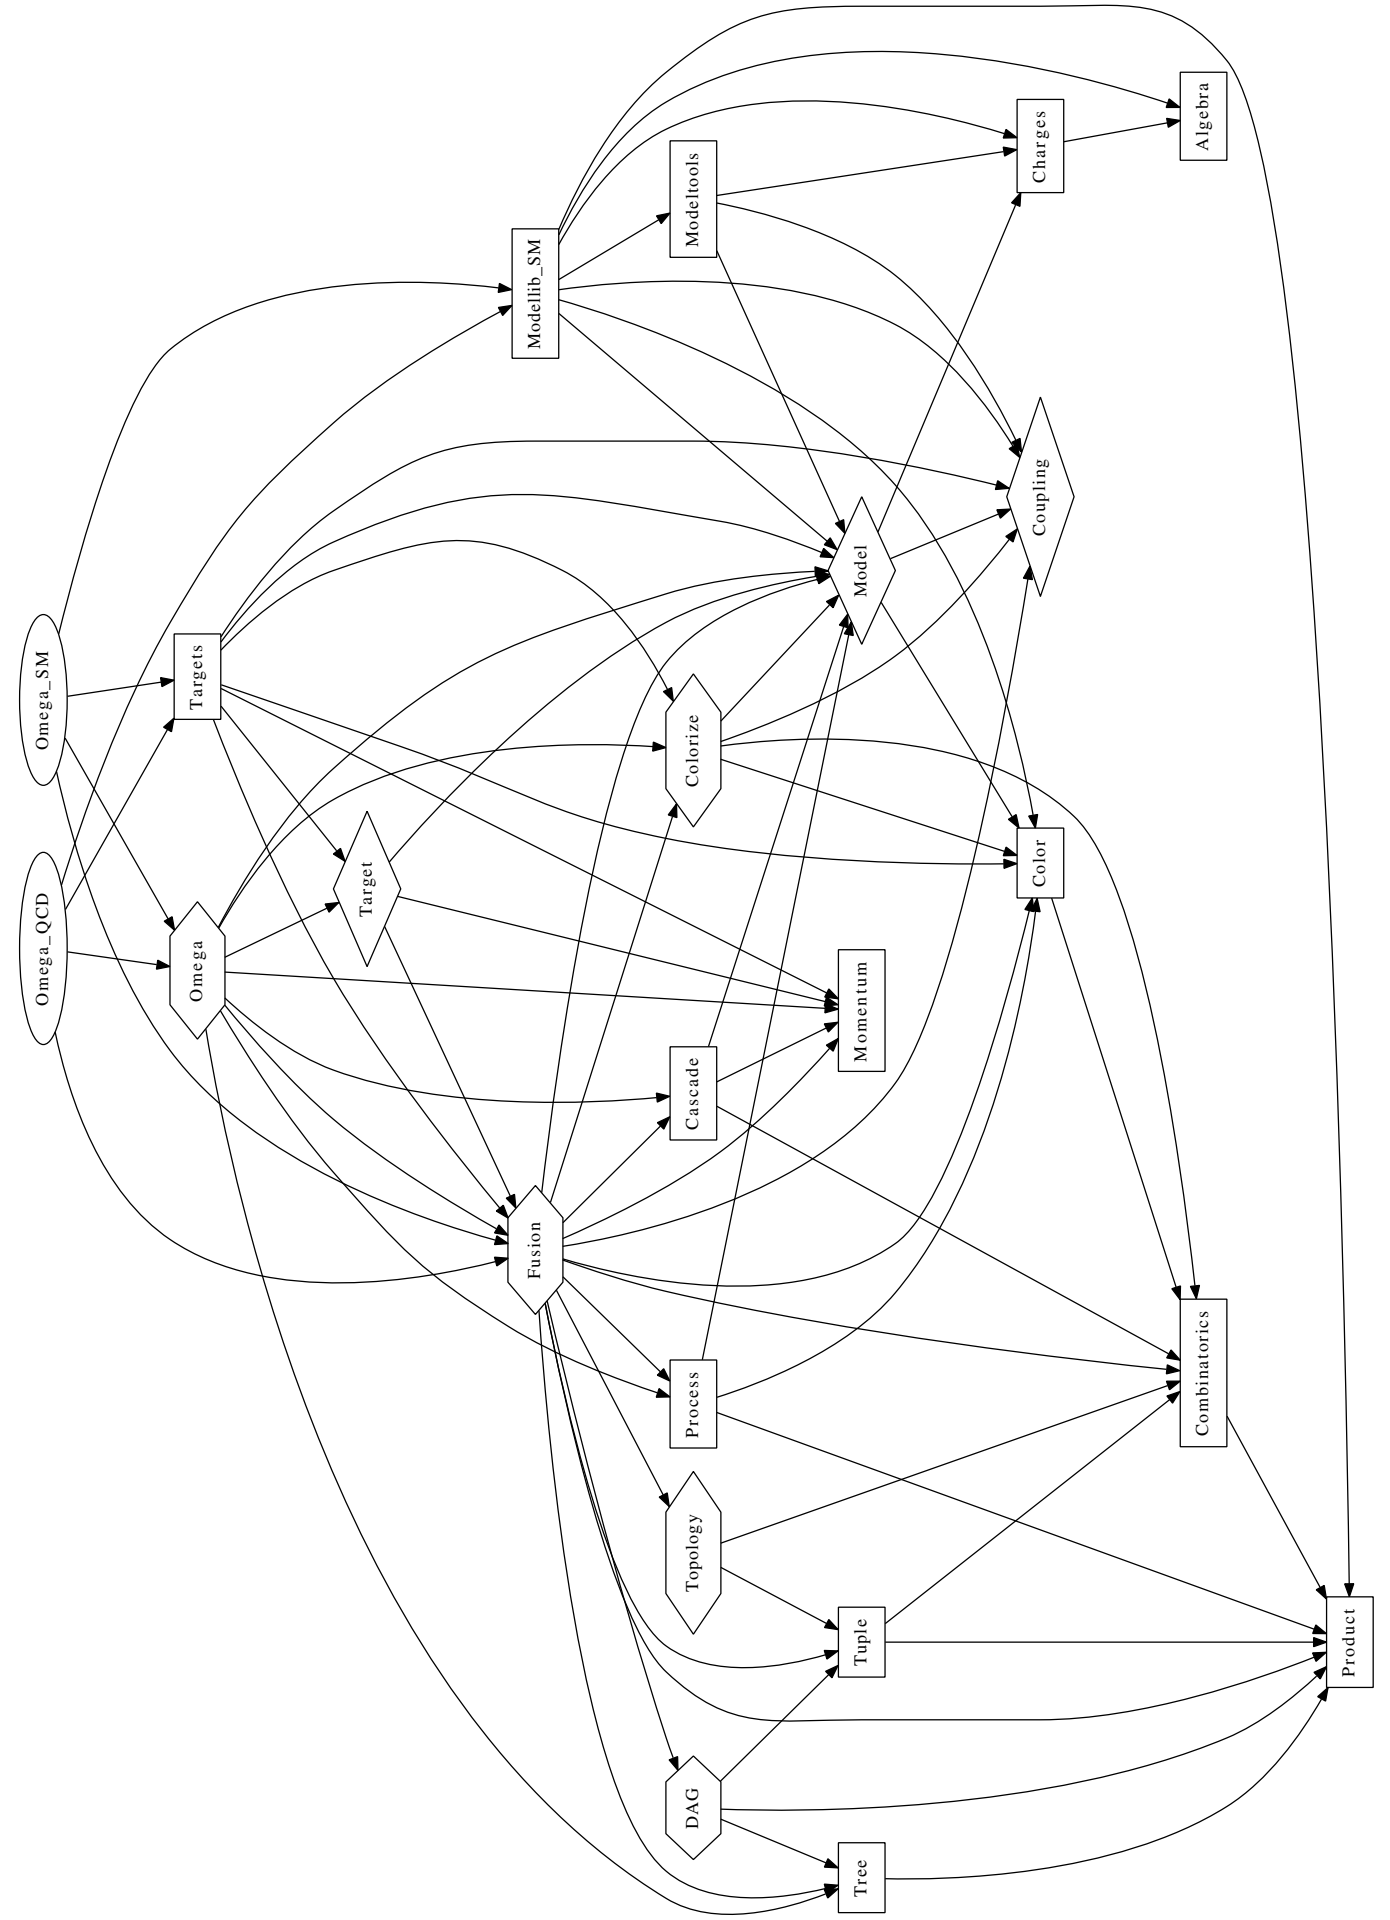 Omega_SM
Omega_QCD
Targets
Omega
Target
Modellib_SM
Fusion
Modeltools
Colorize
Cascade
Process
Topology
DAG
Model
Momentum
Tuple
Tree
Charges
Coupling
Color
Algebra
Combinatorics
Product